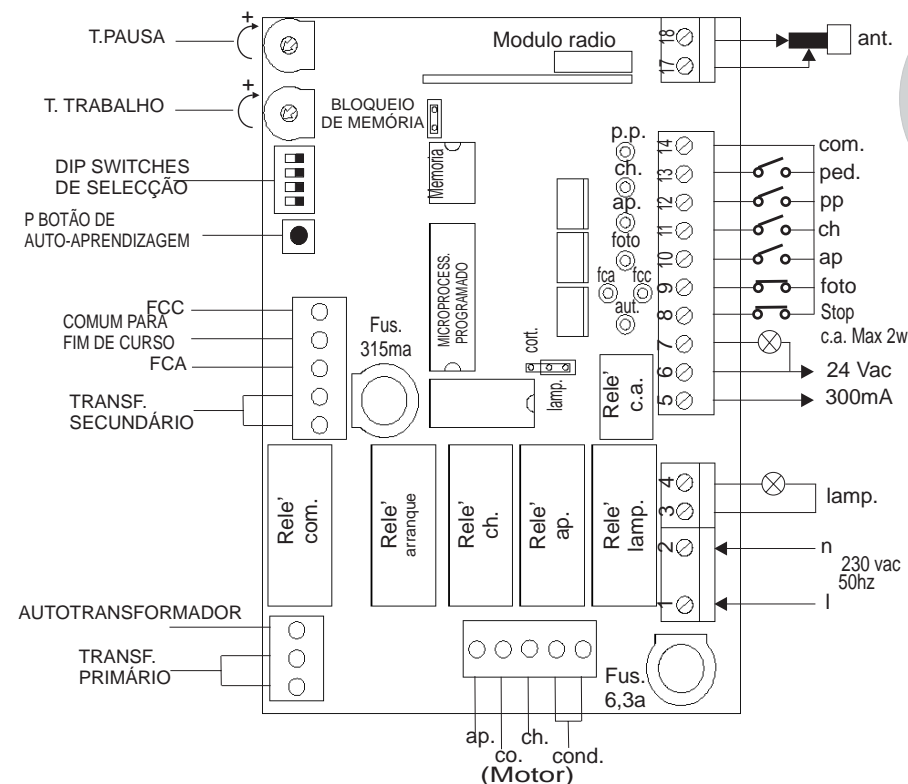 T.PAUSA
+
T. TRABALHO
+
DIP SWITCHES
DE SELECÇÃO
P BOTÃO DE
AUTO-APRENDIZAGEM
FCC
COMUM PARA
FIM DE CURSO
FCA
TRANSF.
SECUNDÁRIO
AUTOTRANSFORMADOR
TRANSF.
PRIMÁRIO
Modulo radio
BLOQUEIO
DE MEMÓRIA
Memória
MICROPROCESS.
PROGRAMADO
Fus.
315ma
cort.
lamp.
p.p.
ch.
ap.
foto
fca
fcc
aut.
Rele'
c.a.
Rele'
com.
Rele'
arranque
Rele'
ch.
Rele'
ap.
Rele'
lamp.
18
17
14
13
12
11
10
9
8
7
6
5
4
3
2
1
ant.
com.
ped.
pp
ch
ap
foto
Stop
c.a. Max 2w
24 Vac
300mA
lamp.
n
230 vac
50hz
l
Fus.
6,3a
ap.
co.
ch.
cond.
(Motor)